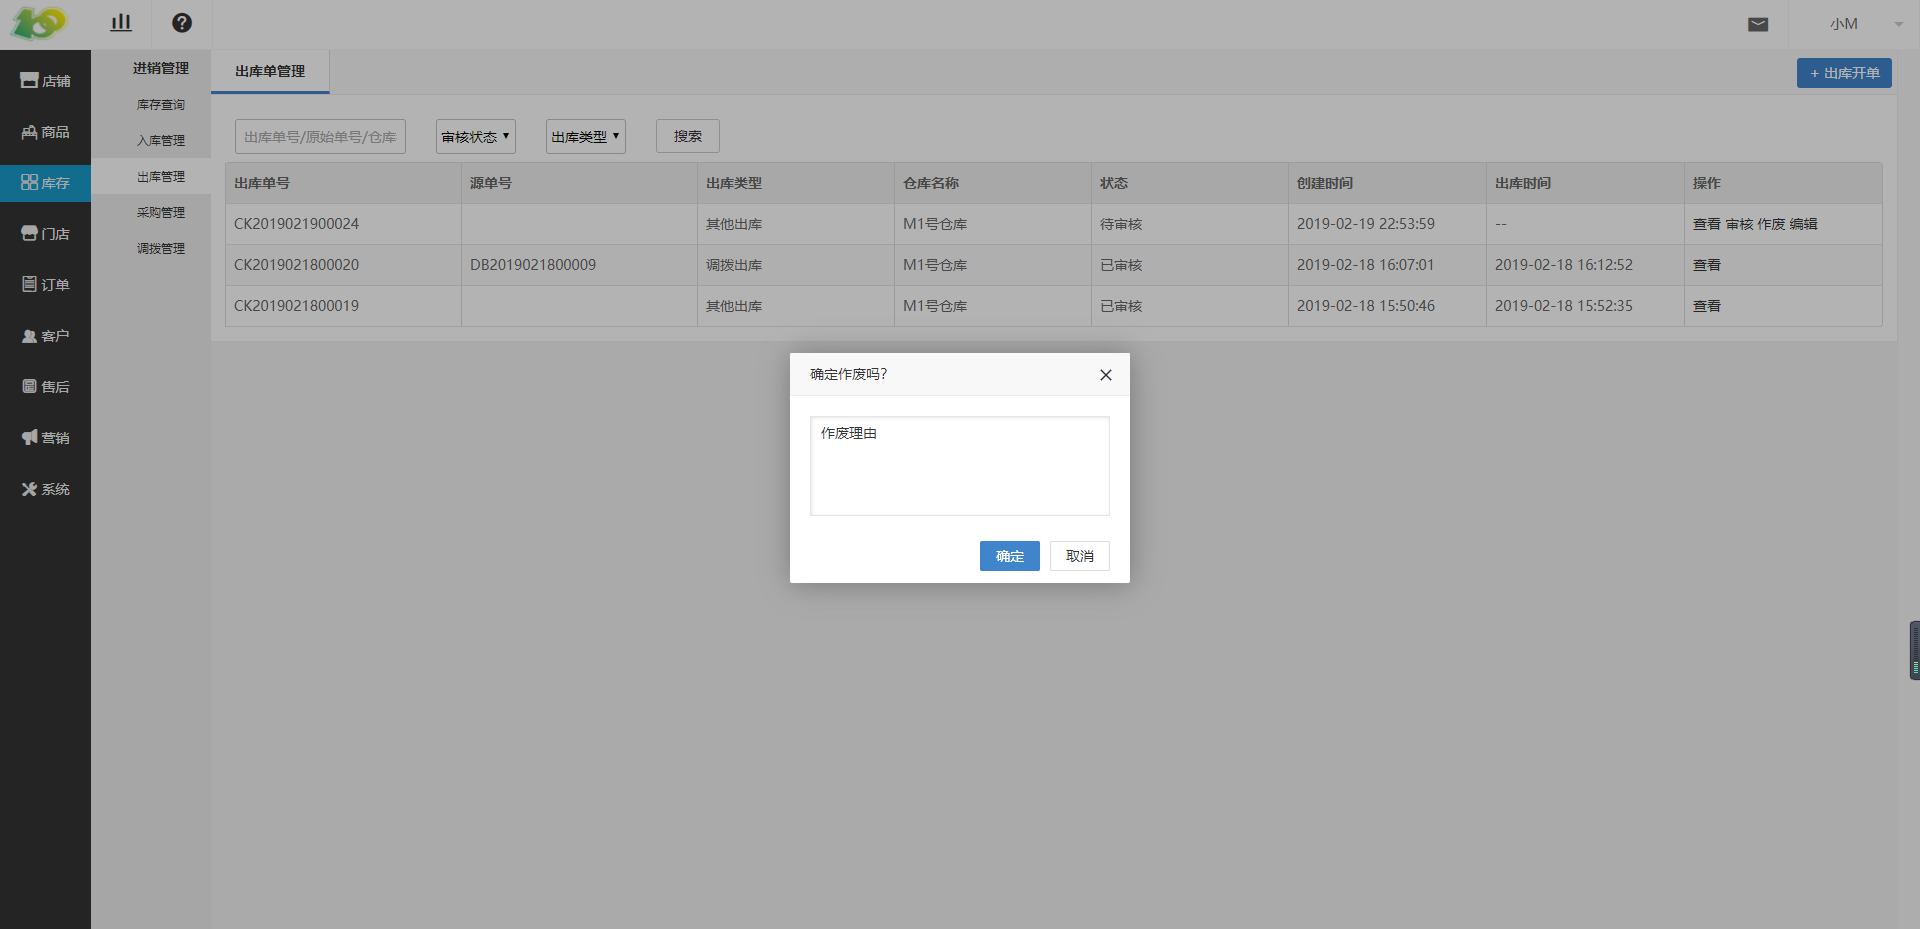 小M
店铺
商品
库存
门店
订单
客户
售后
营销
系统
进销管理
库存查询
入库管理
出库管理
采购管理
调拨管理
出库单管理
+ 出库开单
出库单号/原始单号/仓库 审核状态 出库类型 搜索
出库单号 源单号 出库类型 仓库名称 状态 创建时间 出库时间 操作
CK2019021900024 其他出库 M1号仓库 待审核 2019-02-19 22:53:59 -- 查看 审核 作废 编辑
CK2019021800020 DB2019021800009 调拨出库 M1号仓库 已审核 2019-02-18 16:07:01 2019-02-18 16:12:52 查看
CK2019021800019 其他出库 M1号仓库 已审核 2019-02-18 15:50:46 2019-02-18 15:52:35 查看
确定作废吗?
作废理由
确定 取消